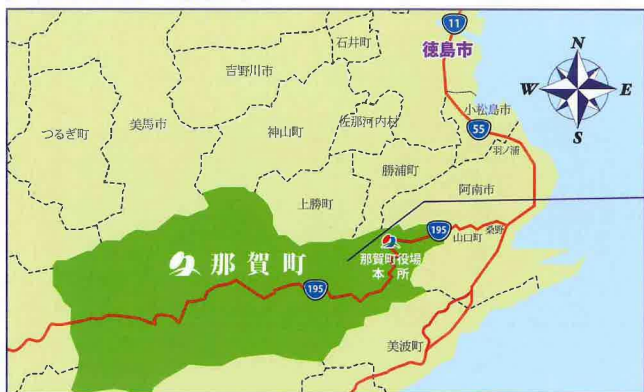 11
徳島市
石井町
吉野川市
小松島市
N
W
E
S
つるぎ町
美馬市
神山町
佐那河内村
55
羽ノ浦
勝浦町
上勝町
阿南市
195
山口町
桑野
那賀町
那賀町役場
本所
195
美波町